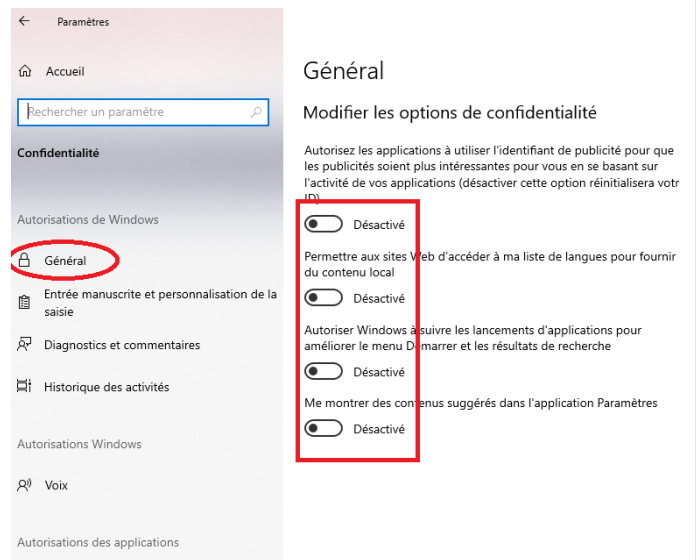 Paramètres
Accueil
Rechercher un paramètre
Confidentialité
Autorisations de Windows
Général
Entrée manuscrite et personnalisation de la
saisie
Diagnostics et commentaires
Historique des activités
Autorisations Windows
Voix
Autorisations des applications
Général
Modifier les options de confidentialité
Autorisez les applications à utiliser l'identifiant de publicité pour que
les publicités soient plus intéressantes pour vous en se basant sur
l'activité de vos applications (désactiver cette option réinitialisera votr
ID)
Désactivé
Permettre aux sites Web d'accéder à ma liste de langues pour fournir
du contenu local
Désactivé
Autoriser Windows à suivre les lancements d'applications pour
améliorer le menu Démarrer et les résultats de recherche
Désactivé
Me montrer des contenus suggérés dans l'application Paramètres
Désactivé